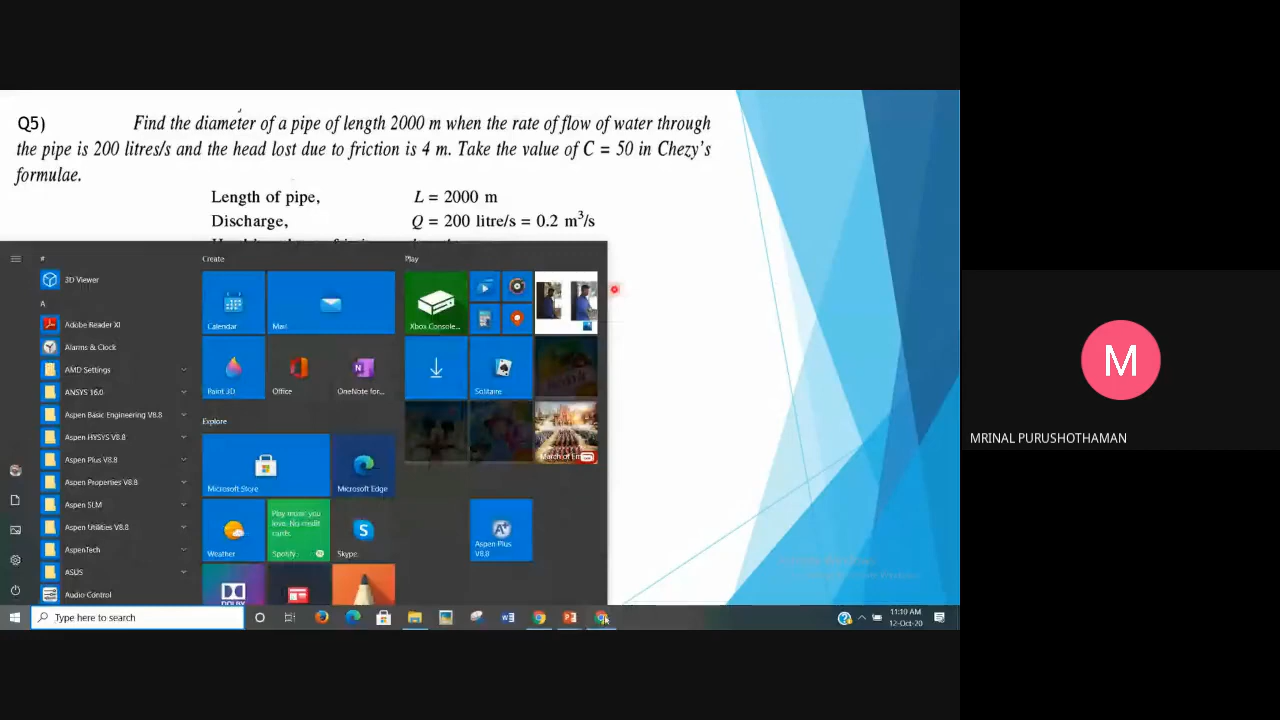 Q5) Find the diameter of a pipe of length 2000 m when the rate of flow of water through
the pipe is 200 litres/s and the head lost due to friction is 4 m. Take the value of C = 50 in Chezy's
formulae.
Length of pipe, L = 2000 m
Discharge, Q = 200 litre/s = 0.2 m³/s
#
3D Viewer
A
Adobe Reader XI
Alarms & Clock
AMD Settings
ANSYS 16.0
Aspen Basic Engineering V8.8
Aspen HYSYS V8.8
Aspen Plus V8.8
Aspen Properties V8.8
Aspen SLM
Aspen Utilities V8.8
AspenTech
ASUS
Audio Control
Create
Calendar
Mail
Paint 3D
Office
OneNote for...
Explore
Microsoft Store
Microsoft Edge
Weather
Play music you
love. No misfit
cards.
Spotify
Skype
DOLBY
Play
Xbox Console...
Solitaire
March of Em
Aspen Plus
V8.8
Type here to search
11:10 AM
12-Oct-20
M
MRINAL PURUSHOTHAMAN